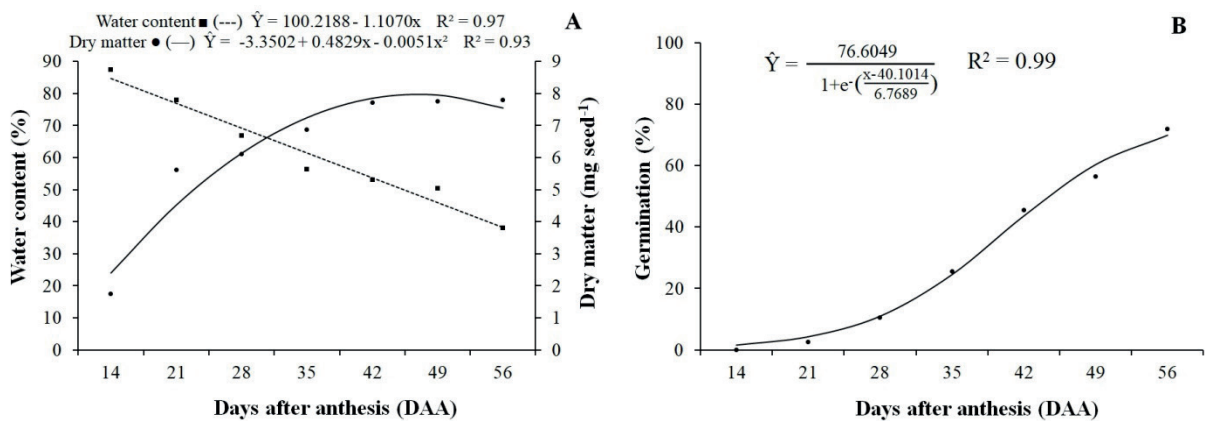 Water content ■ (---) Ŷ = 100.2188 - 1.1070x R² = 0.97
Dry matter ● (—) Ŷ = -3.3502 + 0.4829x - 0.0051x² R² = 0.93
A
Water content (%)
90
80
70
60
50
40
30
20
10
0
9
8
7
6
5
4
3
2
1
0
Dry matter (mg seed⁻¹)
14 21 28 35 42 49 56
Days after anthesis (DAA)
B
Ŷ = 76.6049 / 1+e-(x-40.1014 / 6.7689) R² = 0.99
Germination (%)
100
80
60
40
20
0
14 21 28 35 42 49 56
Days after anthesis (DAA)